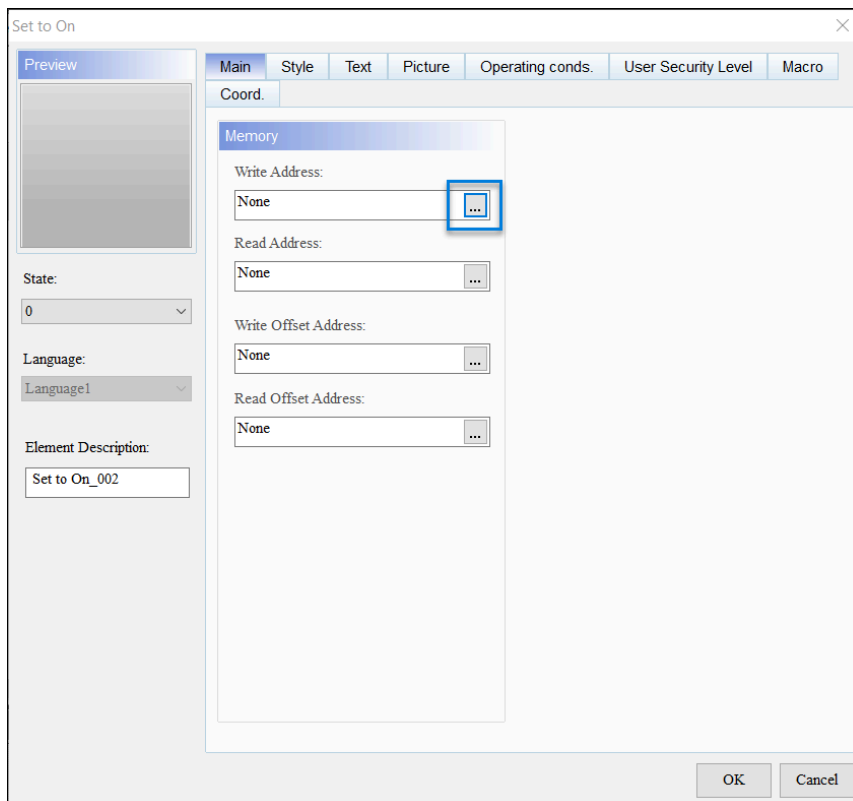 Set to On
Preview
State:
0
Language:
Language1
Element Description:
Set to On_002
Main Style Text Picture Operating conds. User Security Level Macro
Coord.
Memory
Write Address:
None ...
Read Address:
None ...
Write Offset Address:
None ...
Read Offset Address:
None ...
OK Cancel